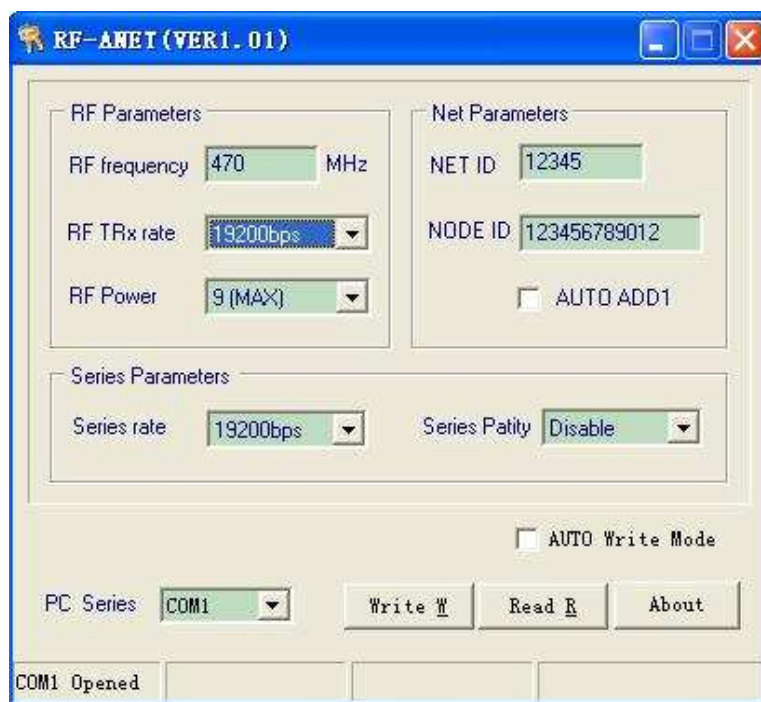 RF-ANET(VER1.01)
RF Parameters
RF frequency 470 MHz
RF TRx rate 19200bps
RF Power 9 (MAX)
Net Parameters
NET ID 12345
NODE ID 123456789012
AUTO ADD1
Series Parameters
Series rate 19200bps Series Patity Disable
AUTO Write Mode
PC Series COM1 Write W Read R About
COM1 Opened